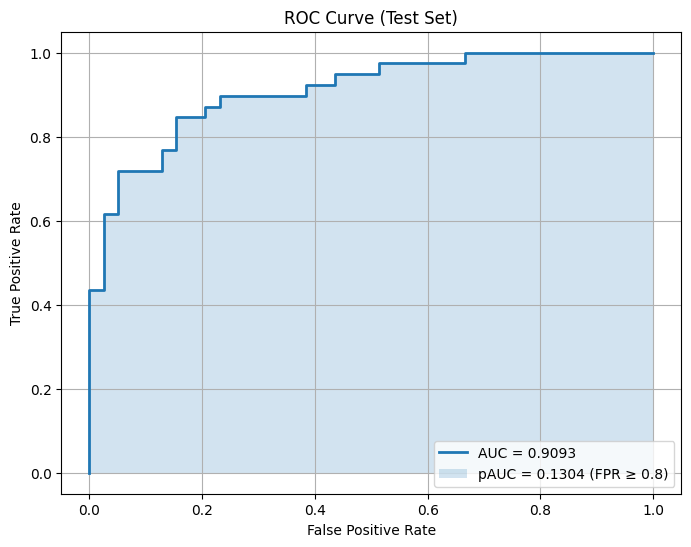 ROC Curve (Test Set)
True Positive Rate
1.0
0.8
0.6
0.4
0.2
0.0
0.0 0.2 0.4 0.6 0.8 1.0
False Positive Rate
AUC = 0.9093
pAUC = 0.1304 (FPR ≥ 0.8)